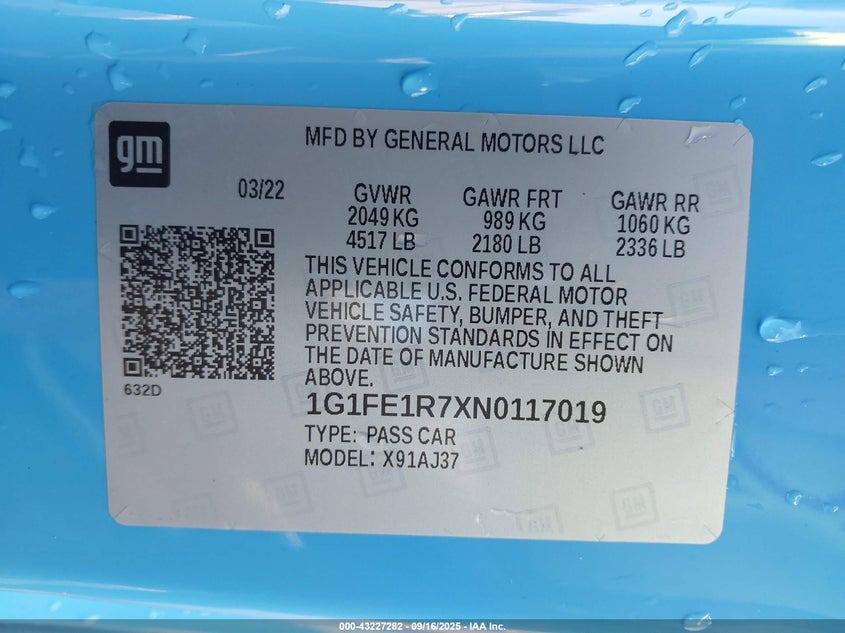 gm
MFD BY GENERAL MOTORS LLC
03/22 GVWR GAWR FRT GAWR RR
2049 KG 989 KG 1060 KG
4517 LB 2180 LB 2336 LB
THIS VEHICLE CONFORMS TO ALL
APPLICABLE U.S. FEDERAL MOTOR
VEHICLE SAFETY, BUMPER, AND THEFT
PREVENTION STANDARDS IN EFFECT ON
THE DATE OF MANUFACTURE SHOWN
ABOVE.
632D
1G1FE1R7XN0117019
TYPE: PASS CAR
MODEL: X91AJ37
000-43227282 - 09/16/2025 - IAA Inc.